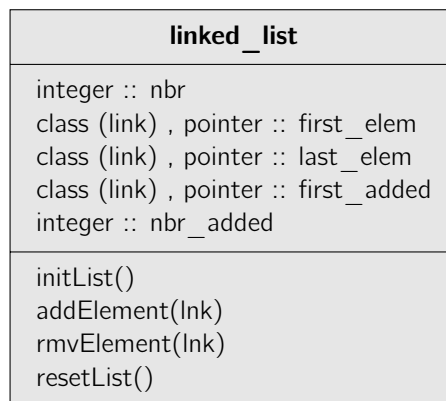 linked_list
integer :: nbr
class (link) , pointer :: first_elem
class (link) , pointer :: last_elem
class (link) , pointer :: first_added
integer :: nbr_added
initList()
addElement(lnk)
rmvElement(lnk)
resetList()